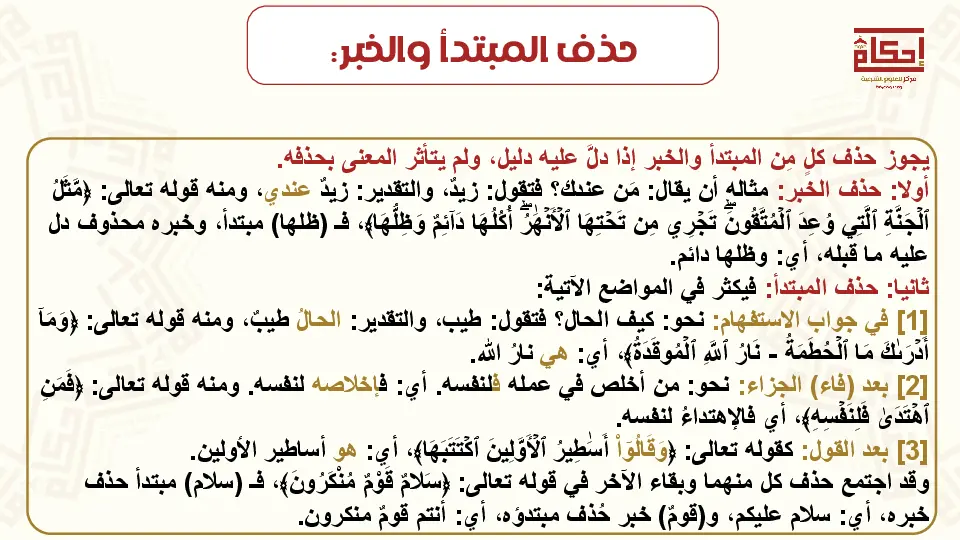 حذف المبتدأ والخبر:
إحكام
مركز للعلوم الشرعية
يجوز حذف كلٍ مِن المبتدأ والخبر إذا دلَّ عليه دليل، ولم يتأثر المعنى بحذفه.
أولا: حذف الخبر: مثاله أن يقال: مَن عندك؟ فتقول: زيدٌ، والتقدير: زيدٌ عندي، ومنه قوله تعالى: ﴿مَّثَلُ
ٱلۡجَنَّةِ ٱلَّتِي وُعِدَ ٱلۡمُتَّقُونَۖ تَجۡرِي مِن تَحۡتِهَا ٱلۡأَنۡهَٰرُۖ أُكُلُهَا دَآئِمٞ وَظِلُّهَا﴾، فـ (ظلها) مبتدأ، وخبره محذوف دل
عليه ما قبله، أي: وظلها دائم.
ثانيا: حذف المبتدأ: فيكثر في المواضع الآتية:
[1] في جواب الاستفهام: نحو: كيف الحال؟ فتقول: طيب، والتقدير: الحالُ طيبٌ، ومنه قوله تعالى: ﴿وَمَآ
أَدۡرَىٰكَ مَا ٱلۡحُطَمَةُ - نَارُ ٱللَّهِ ٱلۡمُوقَدَةُ﴾، أي: هي نارُ الله.
[2] بعد (فاء) الجزاء: نحو: من أخلص في عمله فلنفسه. أي: فإخلاصه لنفسه. ومنه قوله تعالى: ﴿فَمَنِ
ٱهۡتَدَىٰ فَلِنَفۡسِهِۦ﴾، أي فالإهتداءُ لنفسه.
[3] بعد القول: كقوله تعالى: ﴿وَقَالُوٓاْ أَسَٰطِيرُ ٱلۡأَوَّلِينَ ٱكۡتَتَبَهَا﴾، أي: هو أساطير الأولين.
وقد اجتمع حذف كل منهما وبقاء الآخر في قوله تعالى: ﴿سَلَامٌ قَوۡمٌ مُنۡكَرُونَ﴾، فـ (سلام) مبتدأ حذف
خبره، أي: سلام عليكم، و(قومٌ) خبر حُذف مبتدؤه، أي: أنتم قومٌ منكرون.